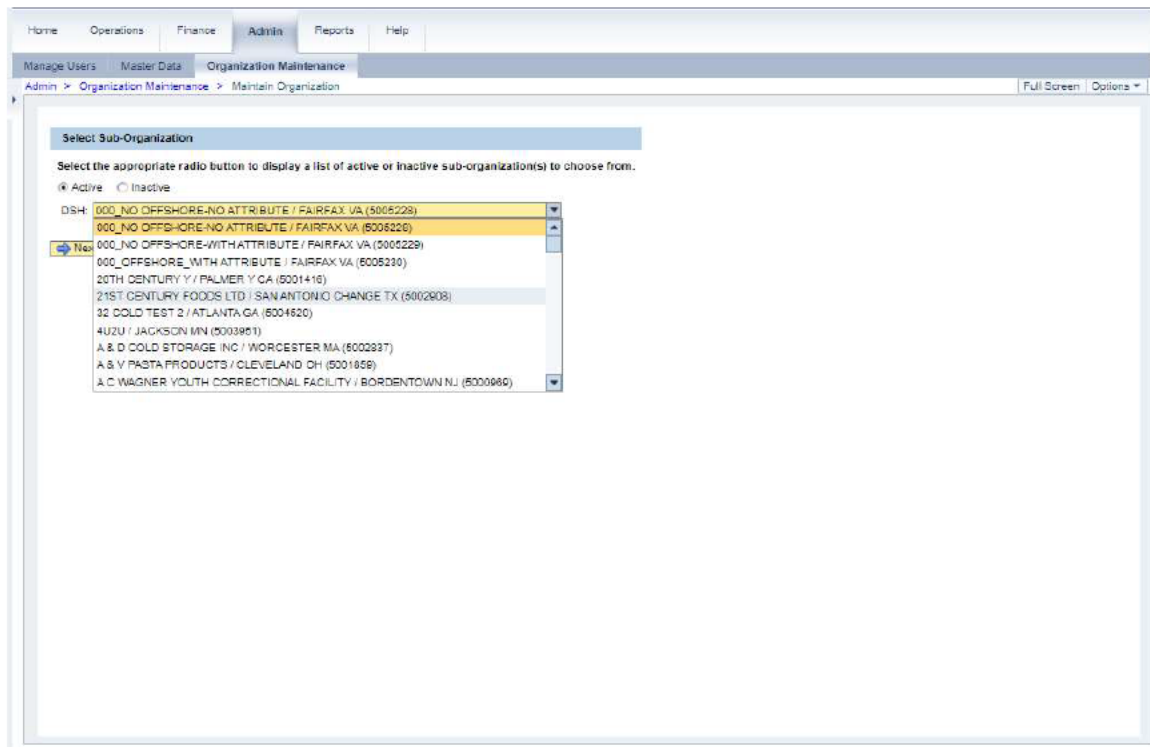 Home Operations Finance Admin Reports Help
Manage Users Master Data Organization Maintenance
Admin > Organization Maintenance > Maintain Organization Full Screen Options
Select Sub-Organization
Select the appropriate radio button to display a list of active or inactive sub-organization(s) to choose from.
Active Inactive
DSH: 000_NO OFFSHORE-NO ATTRIBUTE / FAIRFAX VA (5005228)
000_NO OFFSHORE-NO ATTRIBUTE / FAIRFAX VA (5005228)
000_NO OFFSHORE-WITH ATTRIBUTE / FAIRFAX VA (5005229)
000_OFFSHORE_WITH ATTRIBUTE / FAIRFAX VA (5005230)
20TH CENTURY Y / PALMER Y CA (5001416)
21ST CENTURY FOODS LTD / SAN ANTONIO CHANGE TX (5002908)
32 COLD TEST 2 / ATLANTA GA (5004620)
4U2U / JACKSON MN (5003961)
A & D COLD STORAGE INC / WORCESTER MA (5002837)
A & V PASTA PRODUCTS / CLEVELAND OH (5001859)
A C WAGNER YOUTH CORRECTIONAL FACILITY / BORDENTOWN NJ (5000969)